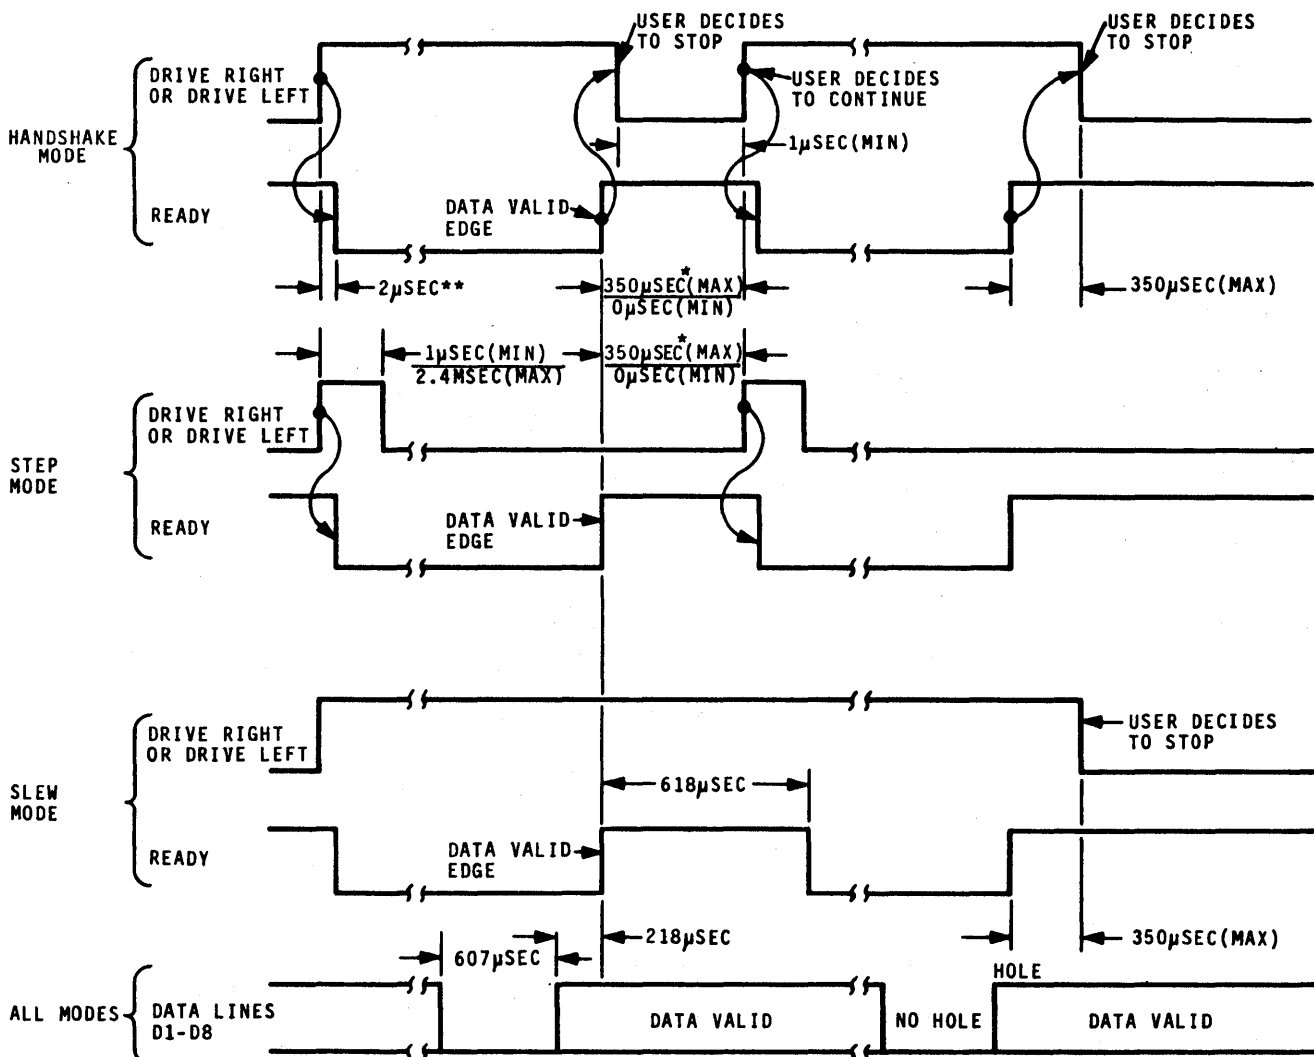 USER DECIDES
TO STOP
USER DECIDES
TO STOP
DRIVE RIGHT
OR DRIVE LEFT
USER DECIDES
TO CONTINUE
HANDSHAKE
MODE
1μSEC(MIN)
READY
DATA VALID
EDGE
2μSEC**
350μSEC*(MAX)
0μSEC(MIN)
350μSEC(MAX)
1μSEC(MIN)
2.4MSEC(MAX)
350μSEC*(MAX)
0μSEC(MIN)
DRIVE RIGHT
OR DRIVE LEFT
STEP
MODE
READY
DATA VALID
EDGE
DRIVE RIGHT
OR DRIVE LEFT
USER DECIDES
TO STOP
SLEW
MODE
618μSEC
READY
DATA VALID
EDGE
607μSEC
218μSEC
350μSEC(MAX)
HOLE
ALL MODES
DATA LINES
D1-D8
DATA VALID
NO HOLE
DATA VALID